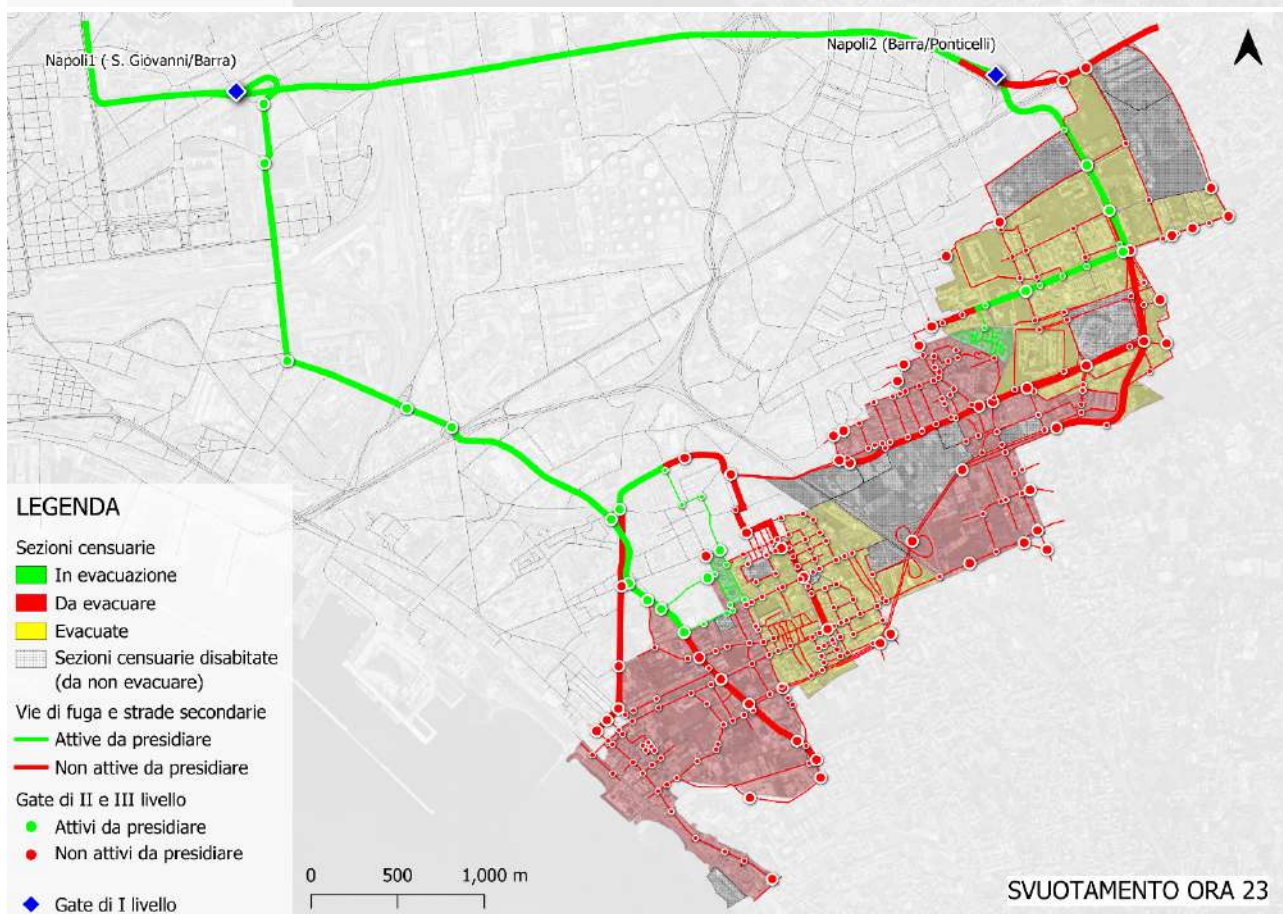 Napoli1 ( S. Giovanni/Barra)
Napoli2 (Barra/Ponticelli)
LEGENDA
Sezioni censuarie
In evacuazione
Da evacuare
Evacuate
Sezioni censuarie disabitate
(da non evacuare)
Vie di fuga e strade secondarie
Attive da presidiare
Non attive da presidiare
Gate di II e III livello
Attivi da presidiare
Non attivi da presidiare
Gate di I livello
0 500 1,000 m
SVUOTAMENTO ORA 23